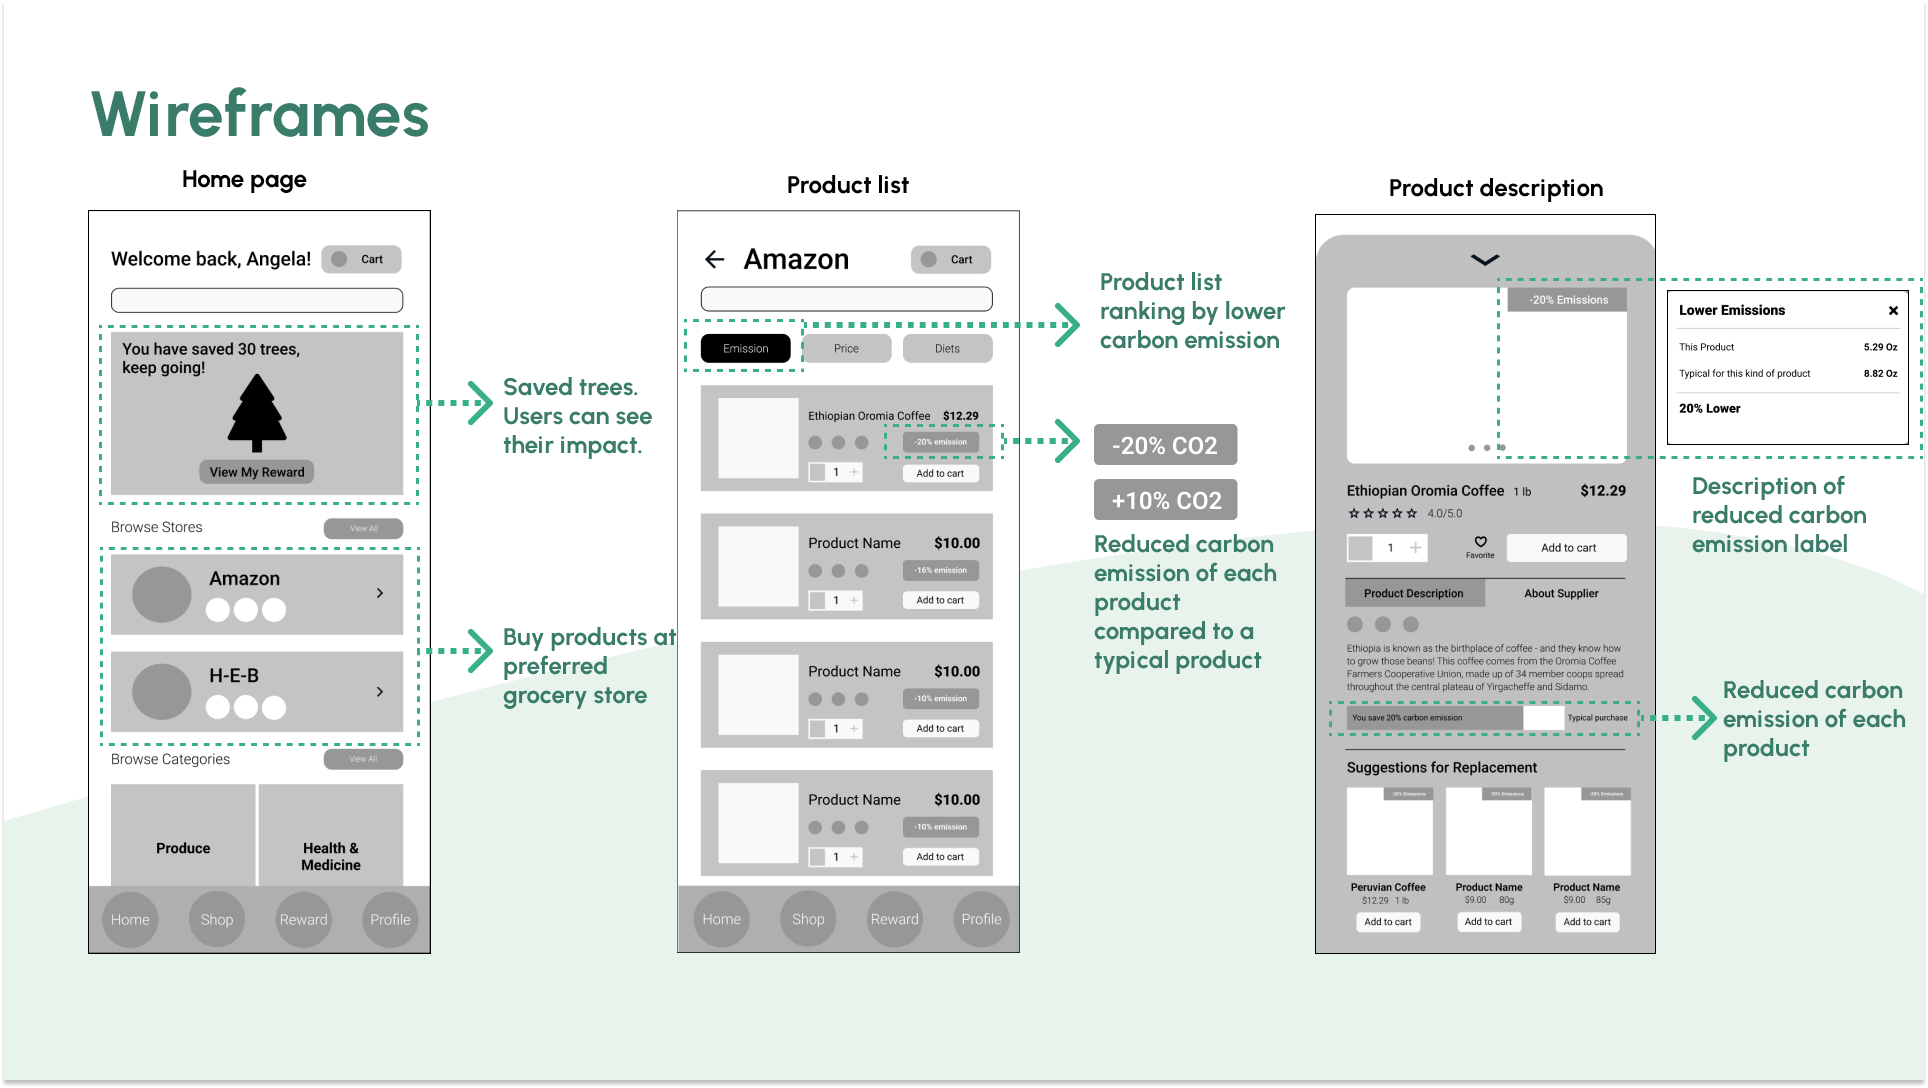 Wireframes
Home page
Welcome back, Angela!
Cart
You have saved 30 trees,
keep going!
View My Reward
Browse Stores
View All
Amazon
H-E-B
Browse Categories
View All
Produce
Health &
Medicine
Home
Shop
Reward
Profile
Saved trees.
Users can see
their impact.
Buy products at
preferred
grocery store
Product list
Amazon
Cart
Emission
Price
Diets
Ethiopian Oromia Coffee
$12.29
-20% emission
1 +
Add to cart
Product Name
$10.00
-16% emission
1 +
Add to cart
Product Name
$10.00
-10% emission
1 +
Add to cart
Product Name
$10.00
-10% emission
1 +
Add to cart
Home
Shop
Reward
Profile
Product list
ranking by lower
carbon emission
-20% CO2
+10% CO2
Reduced carbon
emission of each
product
compared to a
typical product
Product description
-20% Emissions
Ethiopian Oromia Coffee 1 lb
$12.29
4.0/5.0
1 +
Favorite
Add to cart
Product Description
About Supplier
Ethiopia is known as the birthplace of coffee - and they know how
to grow those beans! This coffee comes from the Oromia Coffee
Farmers Cooperative Union, made up of 34 member coops spread
throughout the central plateau of Yirgacheffe and Sidamo.
You save 20% carbon emission
Typical purchase
Suggestions for Replacement
-30% Emissions
-30% Emissions
Emissions
Peruvian Coffee
$12.29 1 lb
Add to cart
Product Name
$9.00 80g
Add to cart
Product Name
$9.00 85g
Add to cart
Lower Emissions
This Product
5.29 Oz
Typical for this kind of product
8.82 Oz
20% Lower
Description of
reduced carbon
emission label
Reduced carbon
emission of each
product